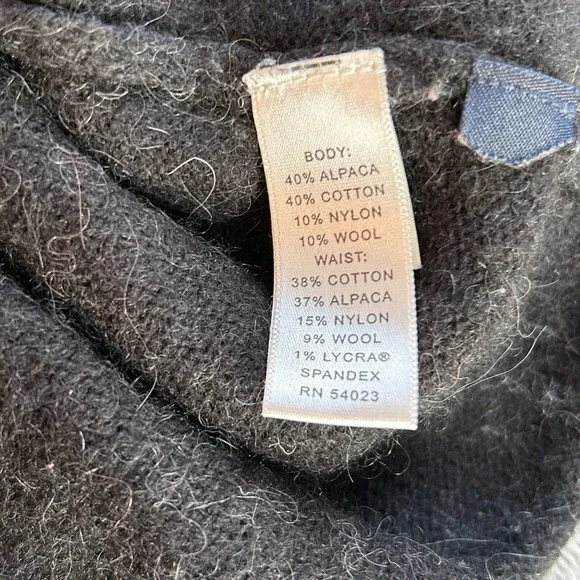 BODY:
40% ALPACA
40% COTTON
10% NYLON
10% WOOL
WAIST:
38% COTTON
37% ALPACA
15% NYLON
9% WOOL
1% LYCRA®
SPANDEX
RN 54023